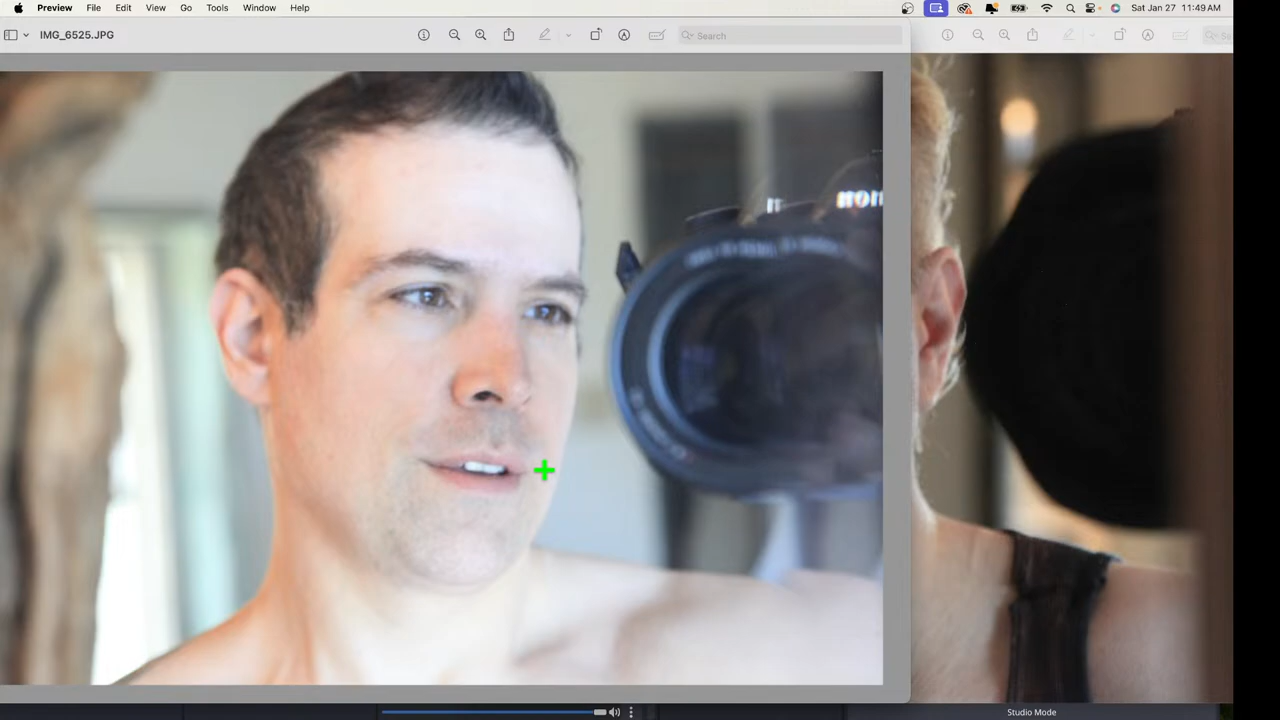 Preview File Edit View Go Tools Window Help Sat Jan 27 11:49 AM
IMG_6525.JPG Search
Studio Mode